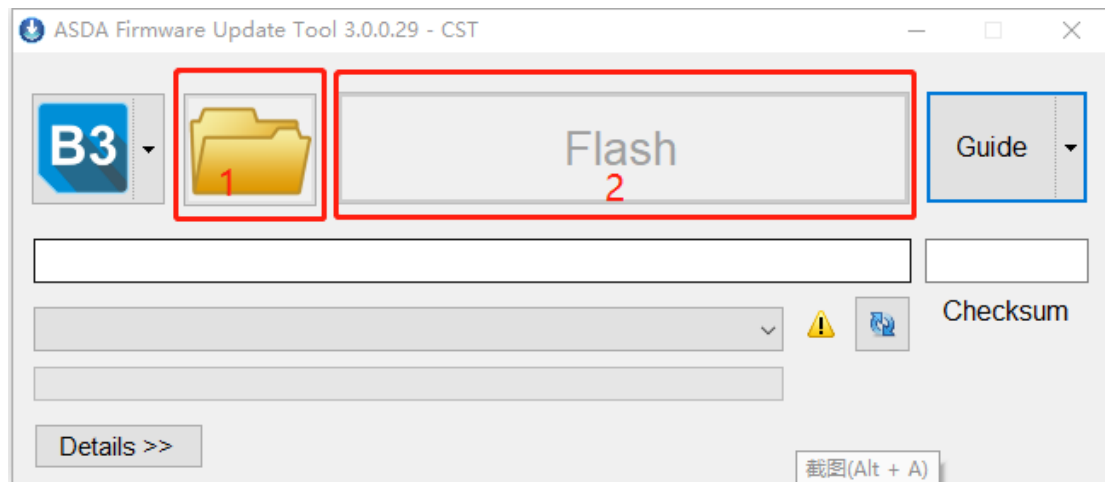 ASDA Firmware Update Tool 3.0.0.29 - CST
B3
1
Flash
2
Guide
Checksum
Details >>
截图(Alt + A)